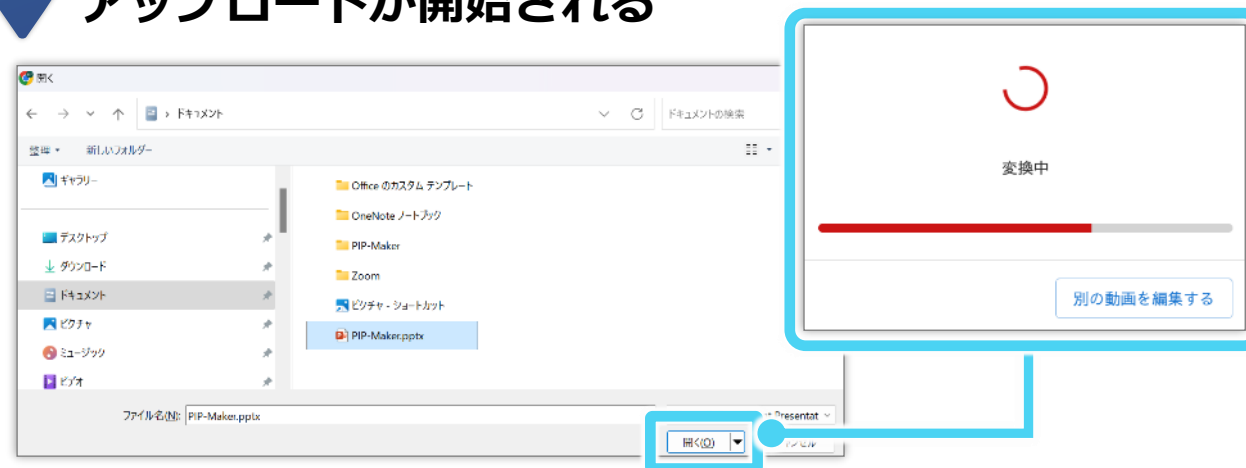 アップロードが開始される
開く
ドキュメント
ドキュメントの検索
整理
新しいフォルダー
ギャラリー
デスクトップ
ダウンロード
ドキュメント
ピクチャ
ミュージック
ビデオ
Office のカスタム テンプレート
OneNote ノートブック
PIP-Maker
Zoom
ピクチャ - ショートカット
PIP-Maker.pptx
ファイル名(N): PIP-Maker.pptx
Presentat
開く(O)
変換中
別の動画を編集する